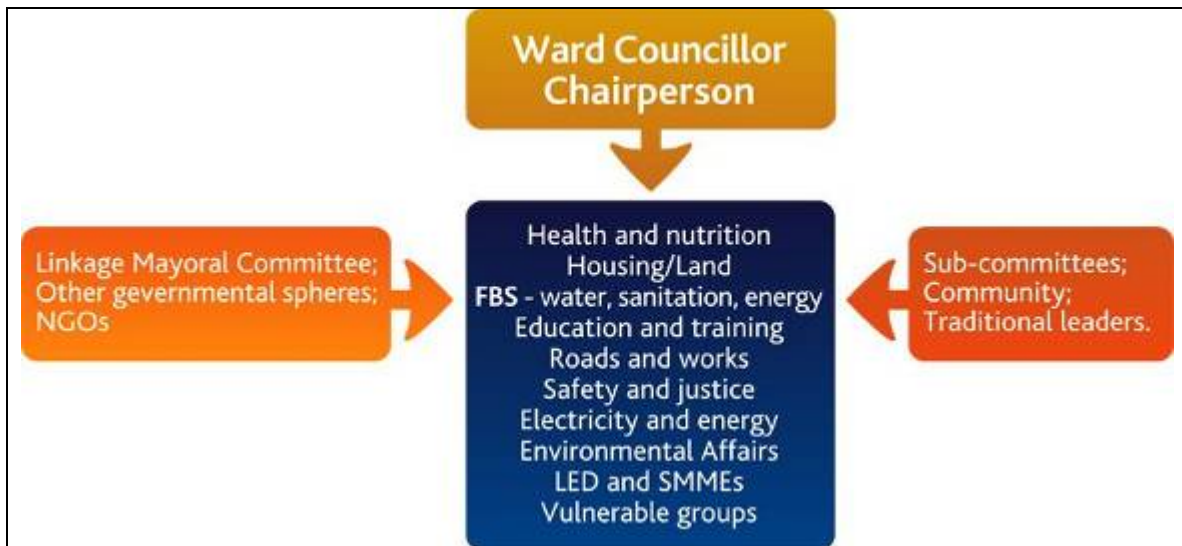 Ward Councillor
Chairperson
Linkage Mayoral Committee;
Other gevernmental spheres;
NGOs
Health and nutrition
Housing/Land
FBS - water, sanitation, energy
Education and training
Roads and works
Safety and justice
Electricity and energy
Environmental Affairs
LED and SMMEs
Vulnerable groups
Sub-committees;
Community;
Traditional leaders.